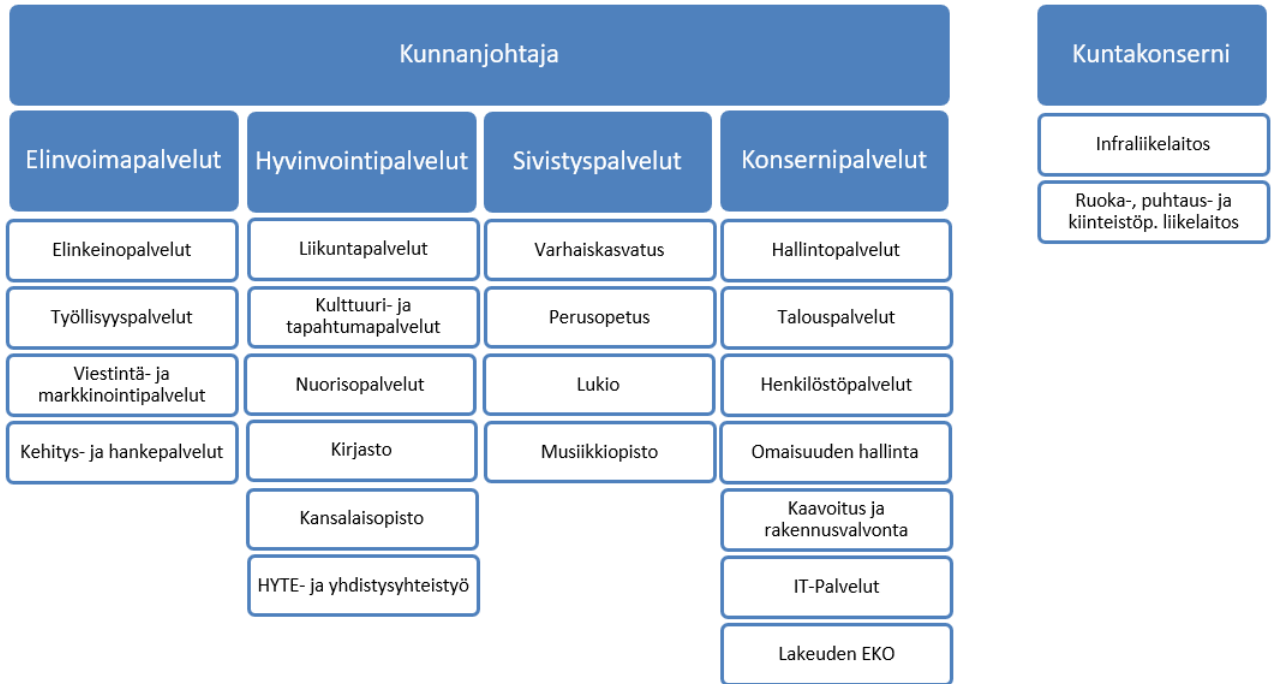 Kunnanjohtaja
Kuntakonserni
Elinvoimapalvelut
Hyvinvointipalvelut
Sivistyspalvelut
Konsernipalvelut
Infraliikelaitos
Ruoka-, puhtaus- ja
kiinteistöp. liikelaitos
Elinkeinopalvelut
Työllisyyspalvelut
Viestintä- ja
markkinointipalvelut
Kehitys- ja hankepalvelut
Liikuntapalvelut
Kulttuuri- ja
tapahtumapalvelut
Nuorisopalvelut
Kirjasto
Kansalaisopisto
HYTE- ja yhdistysyhteistyö
Varhaiskasvatus
Perusopetus
Lukio
Musiikkiopisto
Hallintopalvelut
Talouspalvelut
Henkilöstöpalvelut
Omaisuuden hallinta
Kaavoitus ja
rakennusvalvonta
IT-Palvelut
Lakeuden EKO